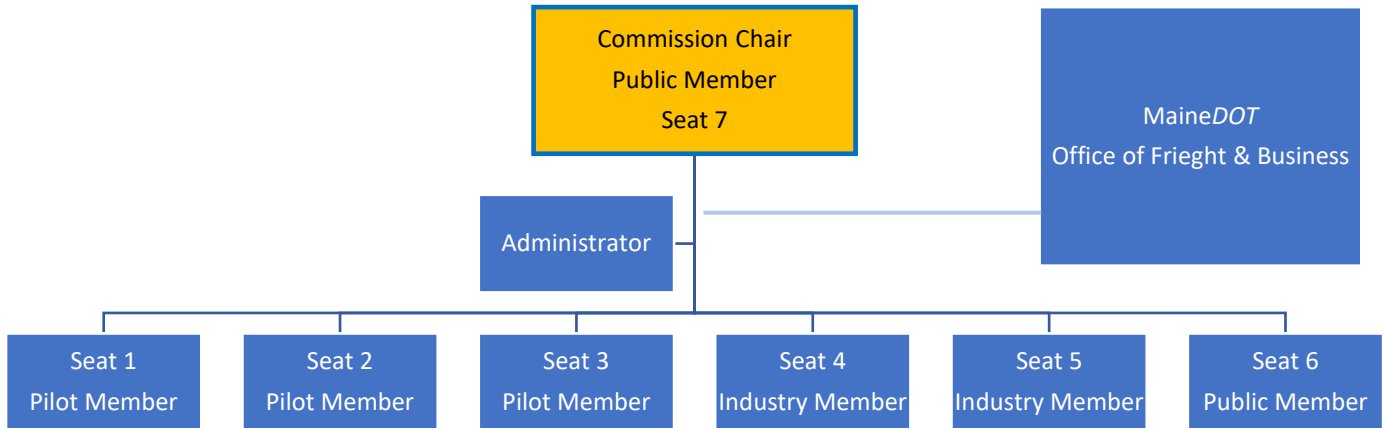 Commission Chair
Public Member
Seat 7
MaineDOT
Office of Frieght & Business
Administrator
Seat 1
Pilot Member
Seat 2
Pilot Member
Seat 3
Pilot Member
Seat 4
Industry Member
Seat 5
Industry Member
Seat 6
Public Member